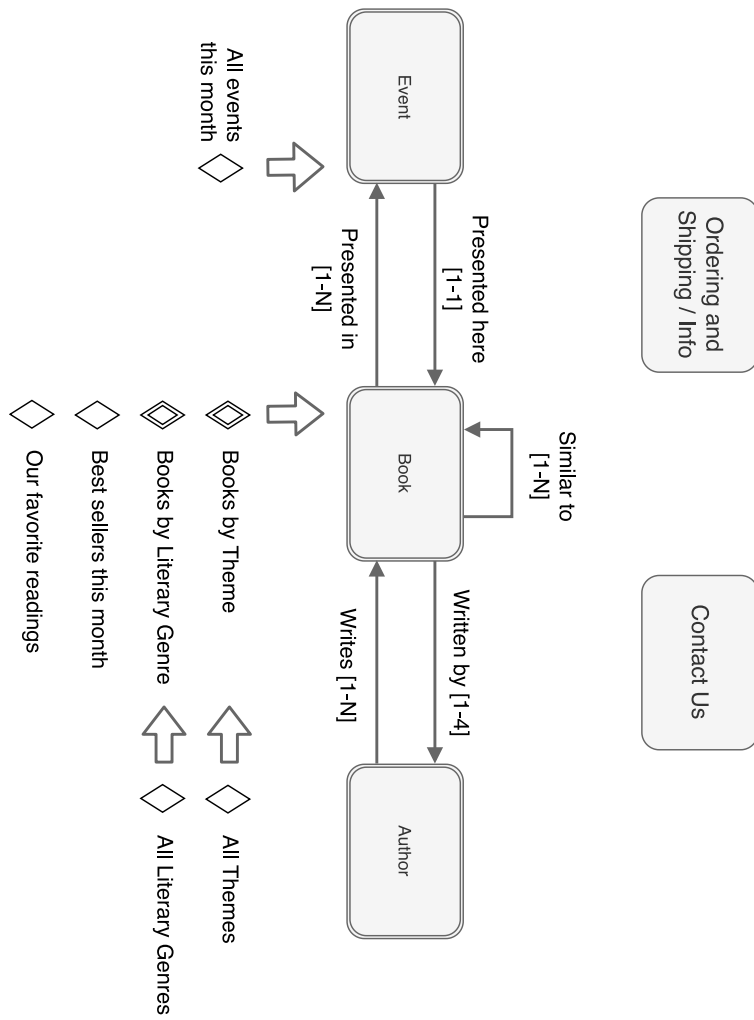 Ordering and
Shipping / Info
Contact Us
Similar to
[1-N]
Presented here
[1-1]
Written by [1-4]
Event
Book
Author
Presented in
[1-N]
Writes [1-N]
All events
this month
Books by Theme
All Themes
Books by Literary Genre
All Literary Genres
Best sellers this month
Our favorite readings